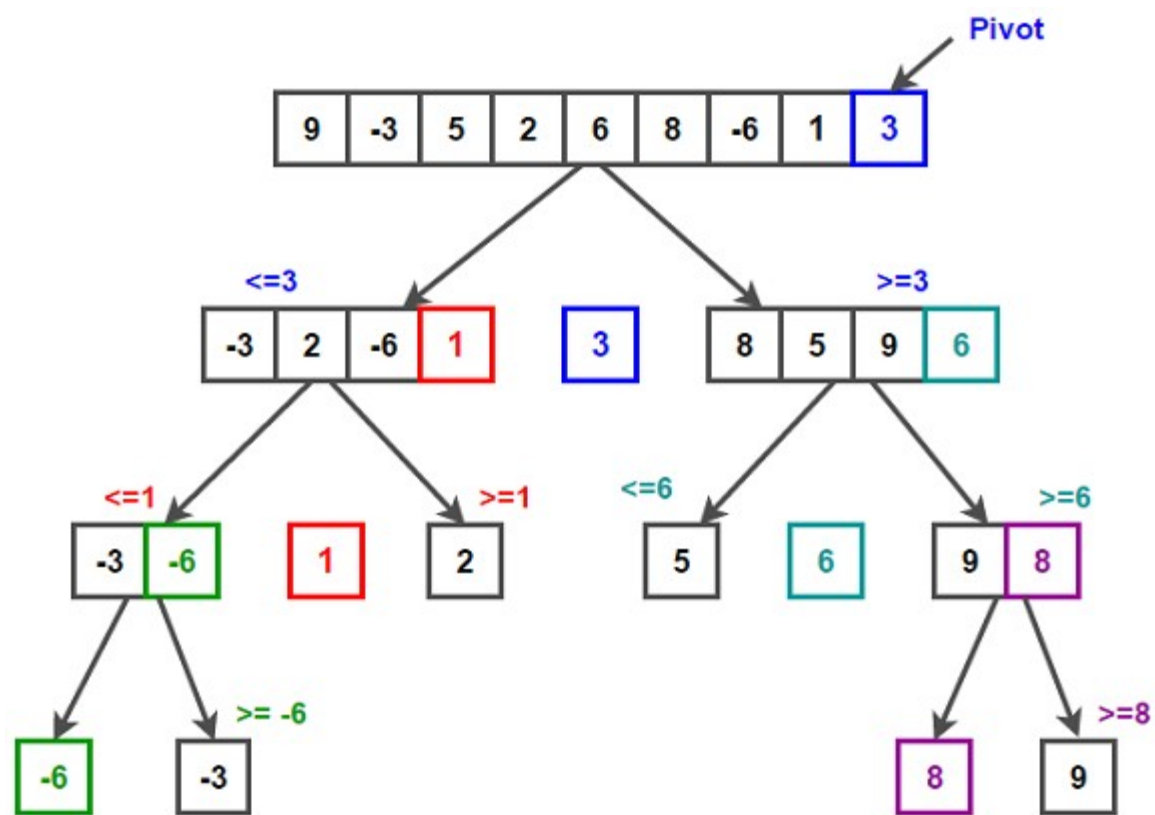 Pivot
9 -3 5 2 6 8 -6 1 3
<=3 >=3
-3 2 -6 1 3 8 5 9 6
<=1 >=1 <=6 >=6
-3 -6 1 2 5 6 9 8
>= -6 >=8
-6 -3 8 9